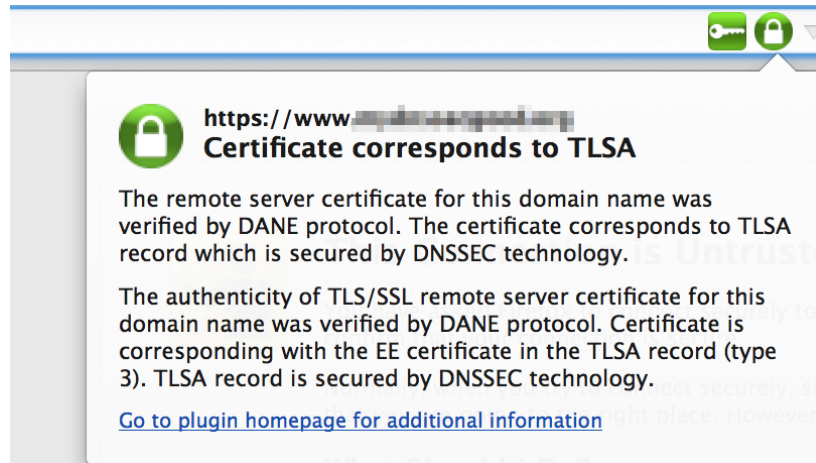 https://www.
Certificate corresponds to TLSA
The remote server certificate for this domain name was
verified by DANE protocol. The certificate corresponds to TLSA
record which is secured by DNSSEC technology.
The authenticity of TLS/SSL remote server certificate for this
domain name was verified by DANE protocol. Certificate is
corresponding with the EE certificate in the TLSA record (type
3). TLSA record is secured by DNSSEC technology.
Go to plugin homepage for additional information